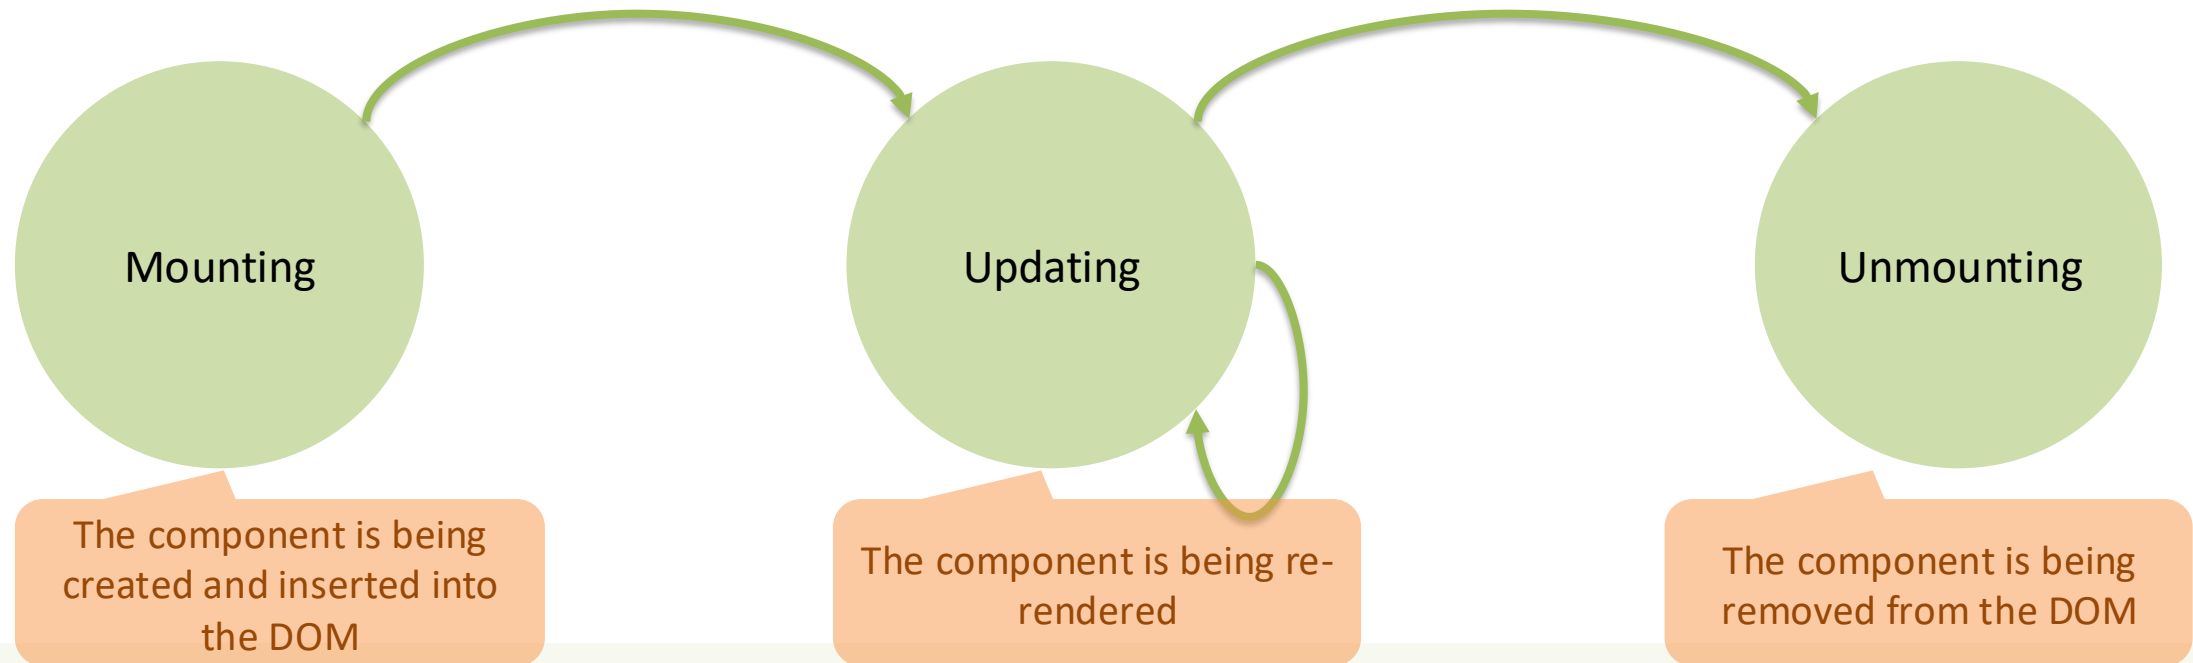 Mounting
Updating
Unmounting
The component is being
created and inserted into
the DOM
The component is being re-
rendered
The component is being
removed from the DOM